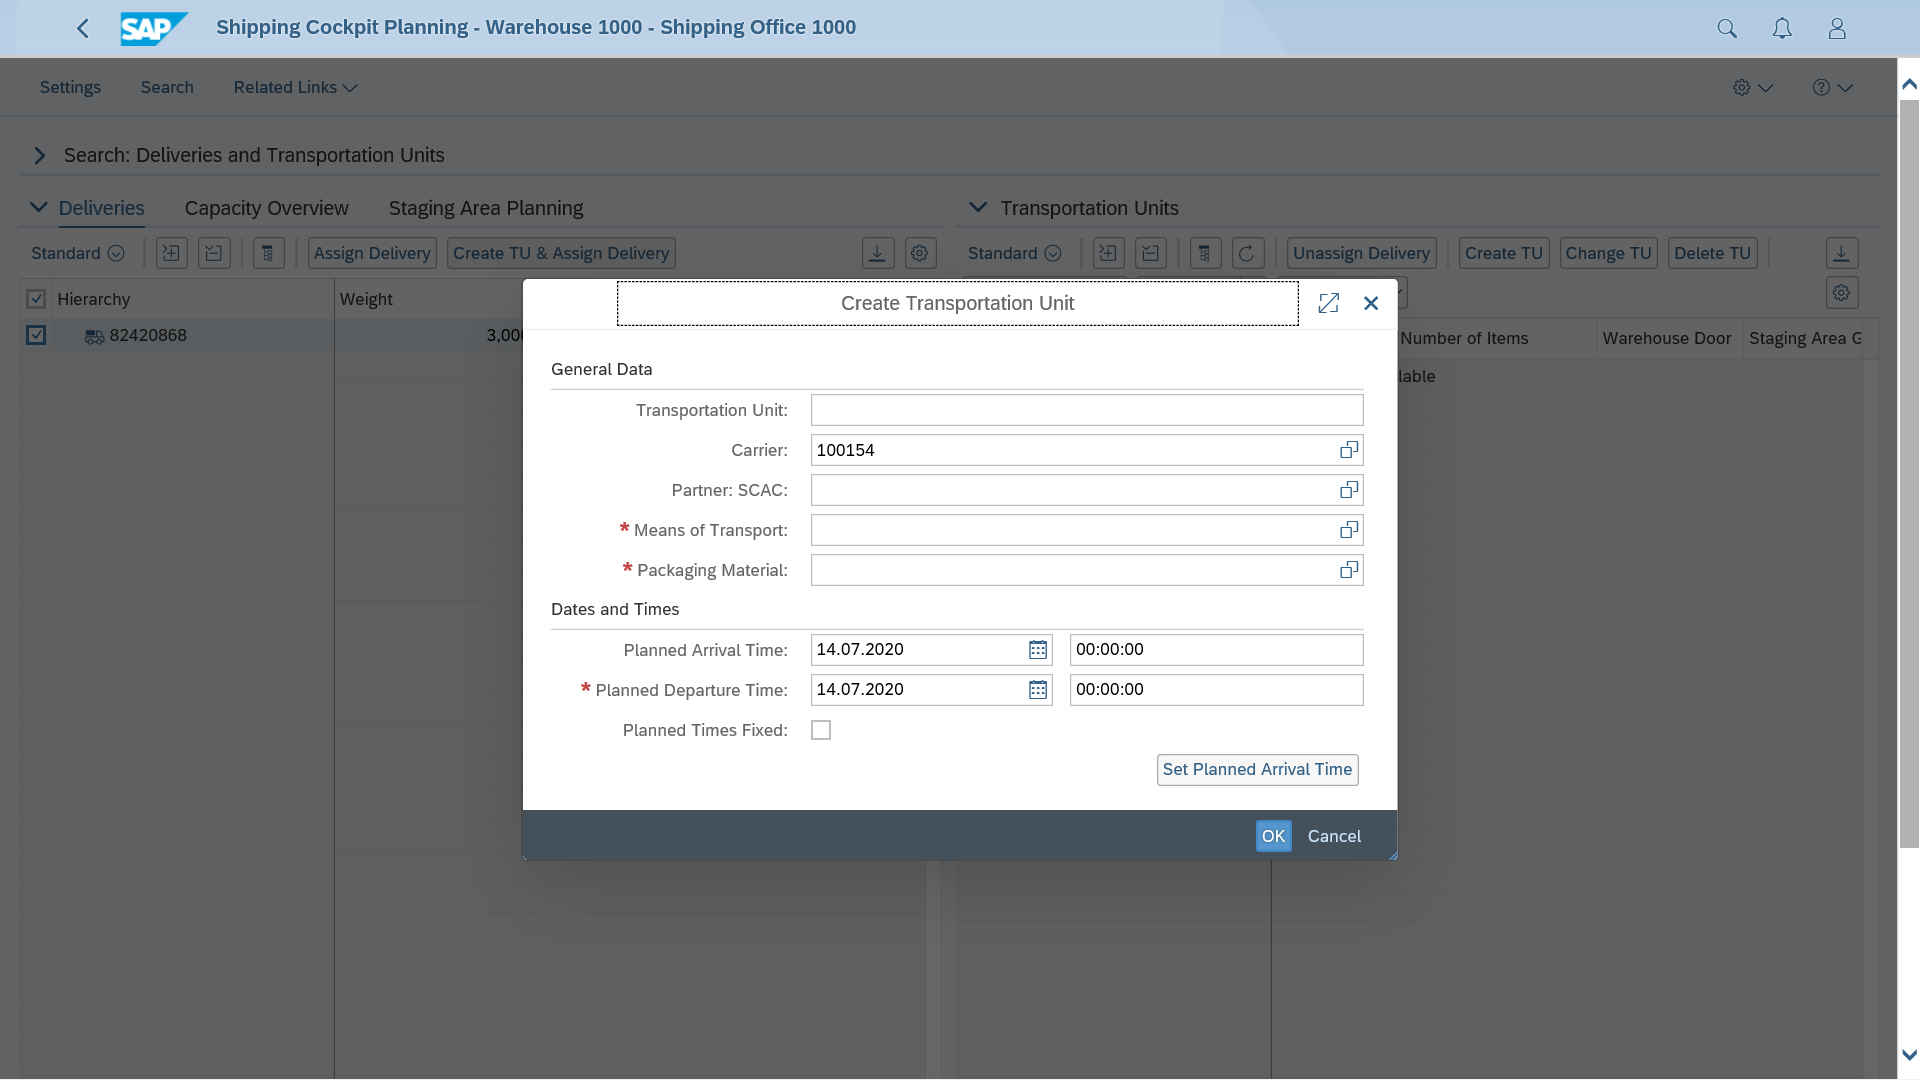 SAP Shipping Cockpit Planning - Warehouse 1000 - Shipping Office 1000
Settings Search Related Links
Search: Deliveries and Transportation Units
Deliveries Capacity Overview Staging Area Planning
Transportation Units
Standard Assign Delivery Create TU & Assign Delivery
Standard Unassign Delivery Create TU Change TU Delete TU
Hierarchy Weight
82420868 3,000
Number of Items Warehouse Door Staging Area G
lable
Create Transportation Unit
General Data
Transportation Unit:
Carrier: 100154
Partner: SCAC:
* Means of Transport:
* Packaging Material:
Dates and Times
Planned Arrival Time: 14.07.2020 00:00:00
* Planned Departure Time: 14.07.2020 00:00:00
Planned Times Fixed:
Set Planned Arrival Time
OK Cancel